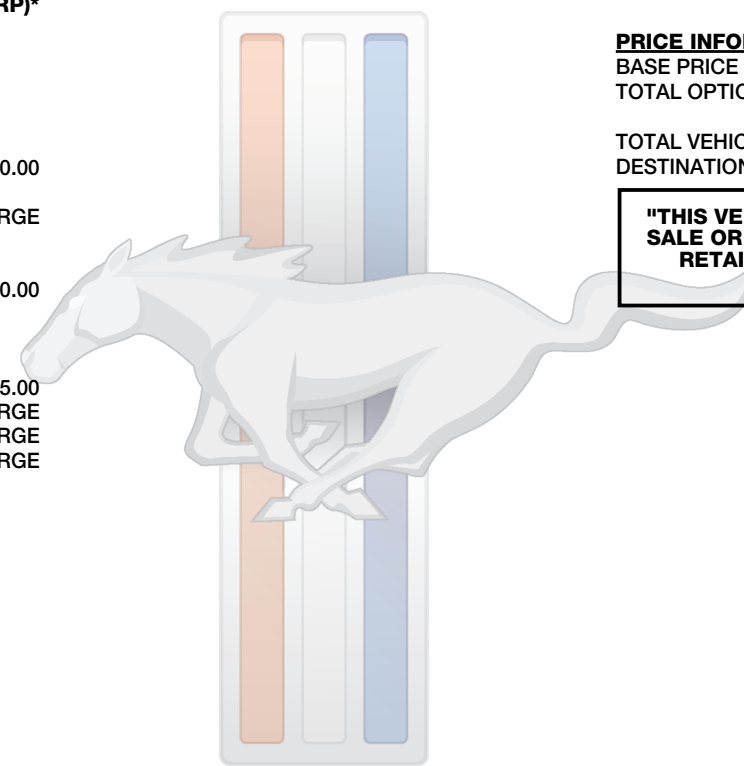 RP)*
0.00
RGE
0.00
5.00
RGE
RGE
RGE
PRICE INFO
BASE PRICE
TOTAL OPTIO
TOTAL VEHIC
DESTINATION
"THIS VE
SALE OR
RETAI